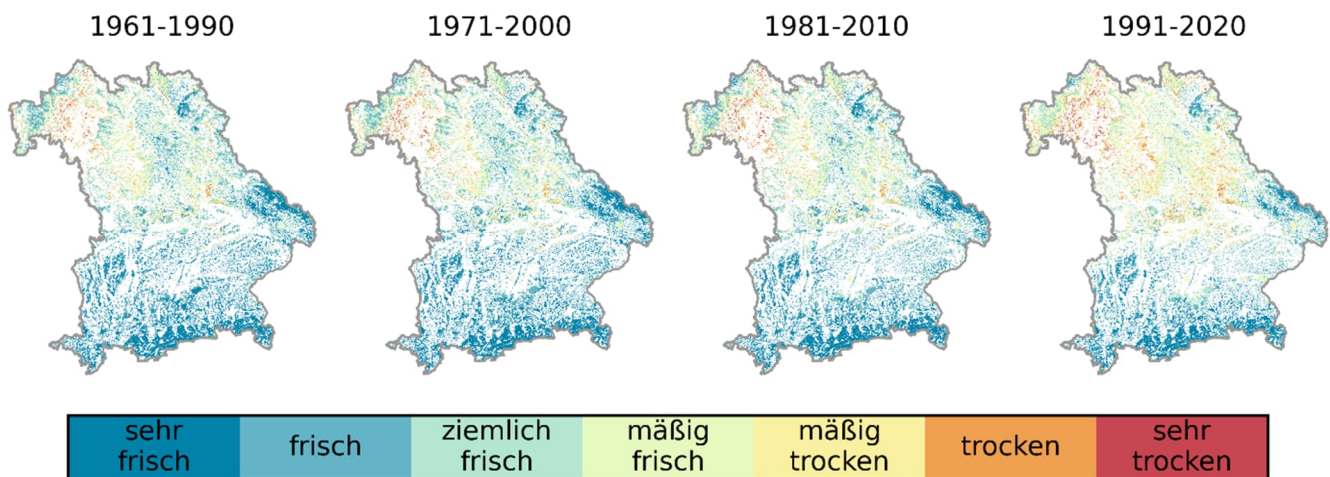 1961-1990
1971-2000
1981-2010
1991-2020
sehr
frisch
frisch
ziemlich
frisch
mäßig
frisch
mäßig
trocken
trocken
sehr
trocken